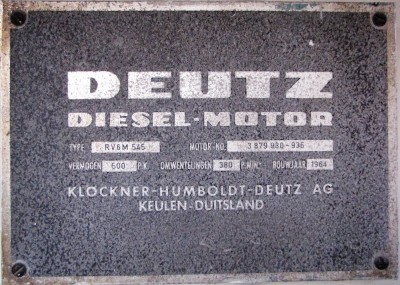 DEUTZ
DIESEL-MOTOR
TYPE RV6M 545 MOTOR NO. 3 879 930-936
VERMOGEN 600 P.K. OMWENTELINGEN 380 P.MIN. BOUWJAAR 1964
KLOCKNER-HUMBOLDT-DEUTZ AG
KEULEN-DUITSLAND